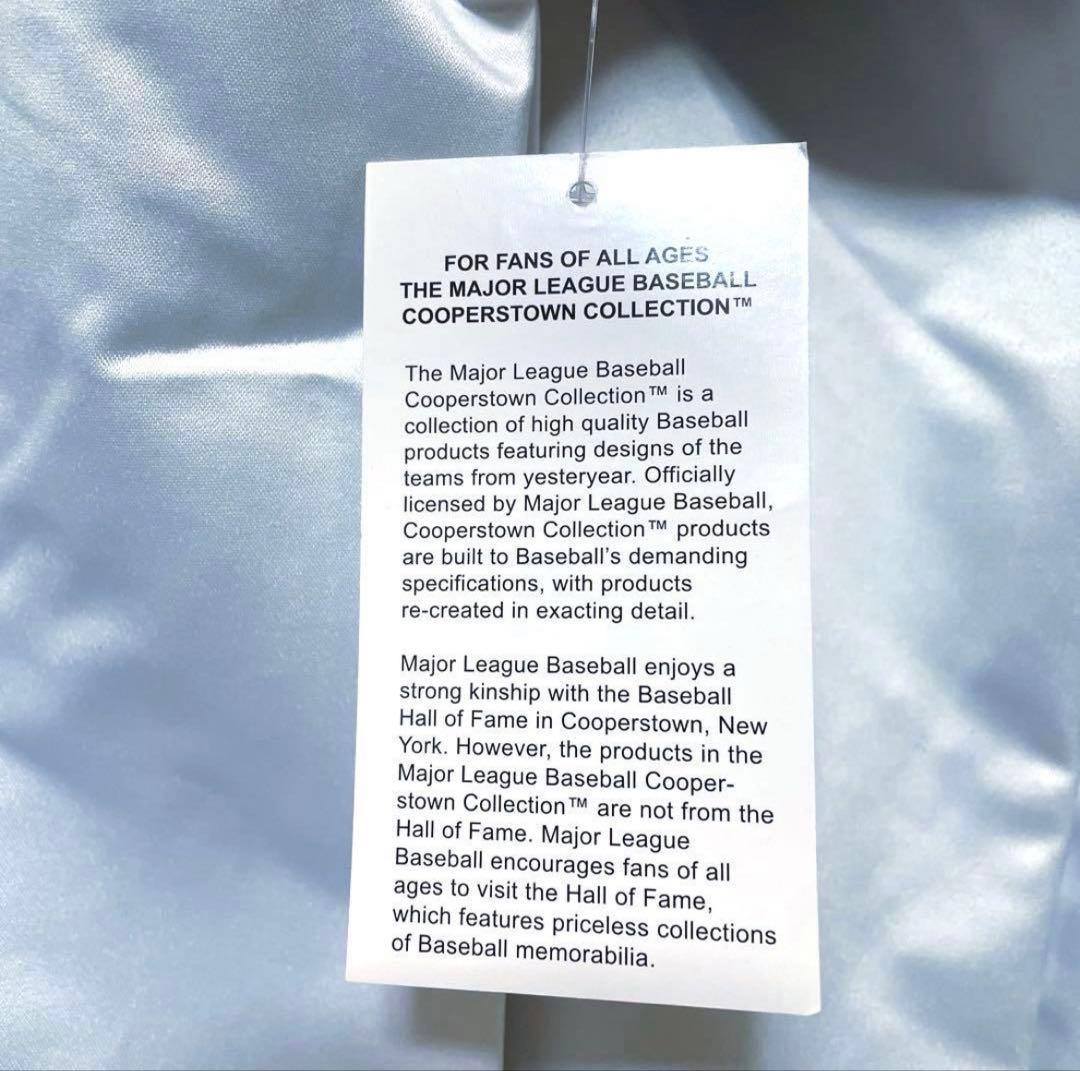 FOR FANS OF ALL AGES
THE MAJOR LEAGUE BASEBALL
COOPERSTOWN COLLECTION™
The Major League Baseball
Cooperstown Collection™ is a
collection of high quality Baseball
products featuring designs of the
teams from yesteryear. Officially
licensed by Major League Baseball,
Cooperstown Collection™ products
are built to Baseball's demanding
specifications, with products
re-created in exacting detail.
Major League Baseball enjoys a
strong kinship with the Baseball
Hall of Fame in Cooperstown, New
York. However, the products in the
Major League Baseball Cooper-
stown Collection™ are not from the
Hall of Fame. Major League
Baseball encourages fans of all
ages to visit the Hall of Fame,
which features priceless collections
of Baseball memorabilia.